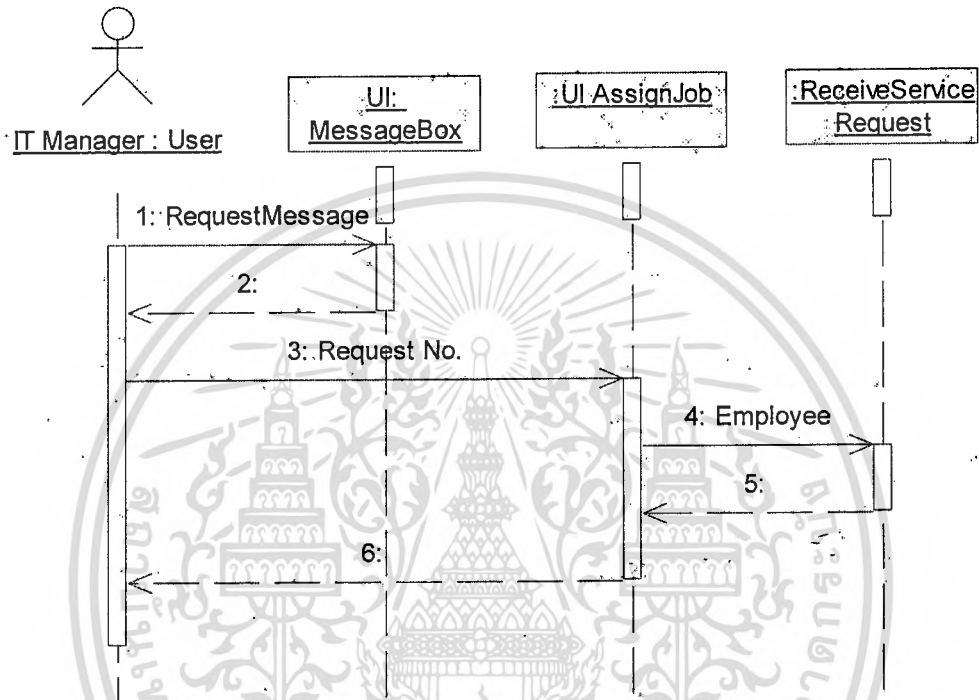 IT Manager : User
UI:
MessageBox
:UI AssignJob
:ReceiveService
Request
1: RequestMessage
2:
3: Request No.
4: Employee
5:
6: